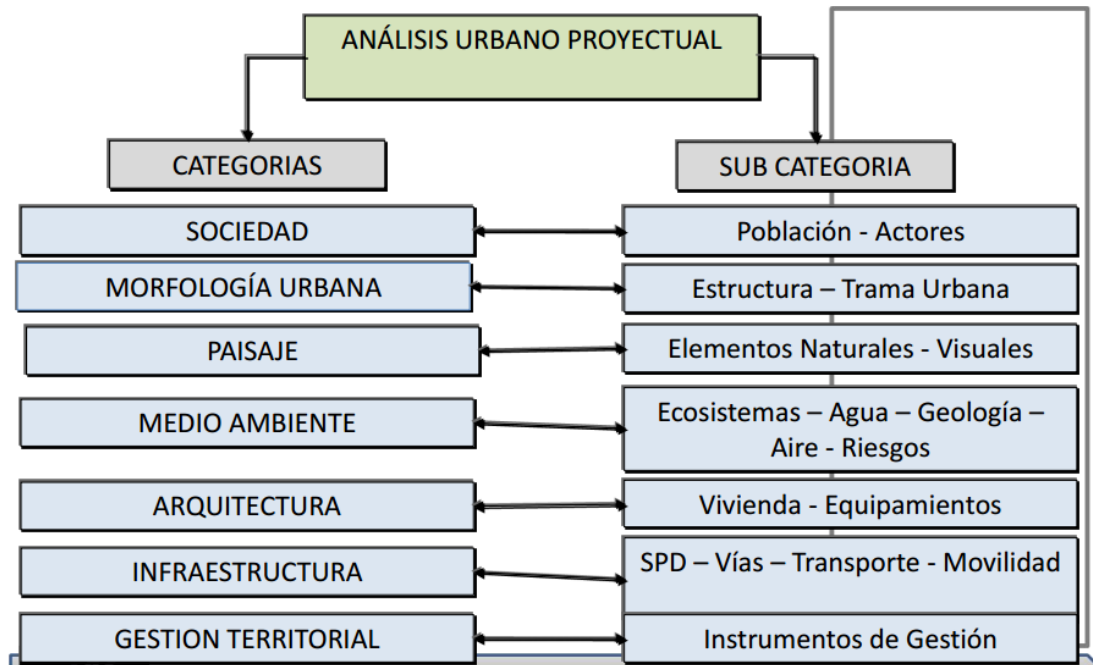 ANÁLISIS URBANO PROYECTUAL
CATEGORIAS
SUB CATEGORIA
SOCIEDAD
Población - Actores
MORFOLOGÍA URBANA
Estructura – Trama Urbana
PAISAJE
Elementos Naturales - Visuales
MEDIO AMBIENTE
Ecosistemas – Agua – Geología –
Aire - Riesgos
ARQUITECTURA
Vivienda - Equipamientos
INFRAESTRUCTURA
SPD – Vías – Transporte - Movilidad
GESTION TERRITORIAL
Instrumentos de Gestión